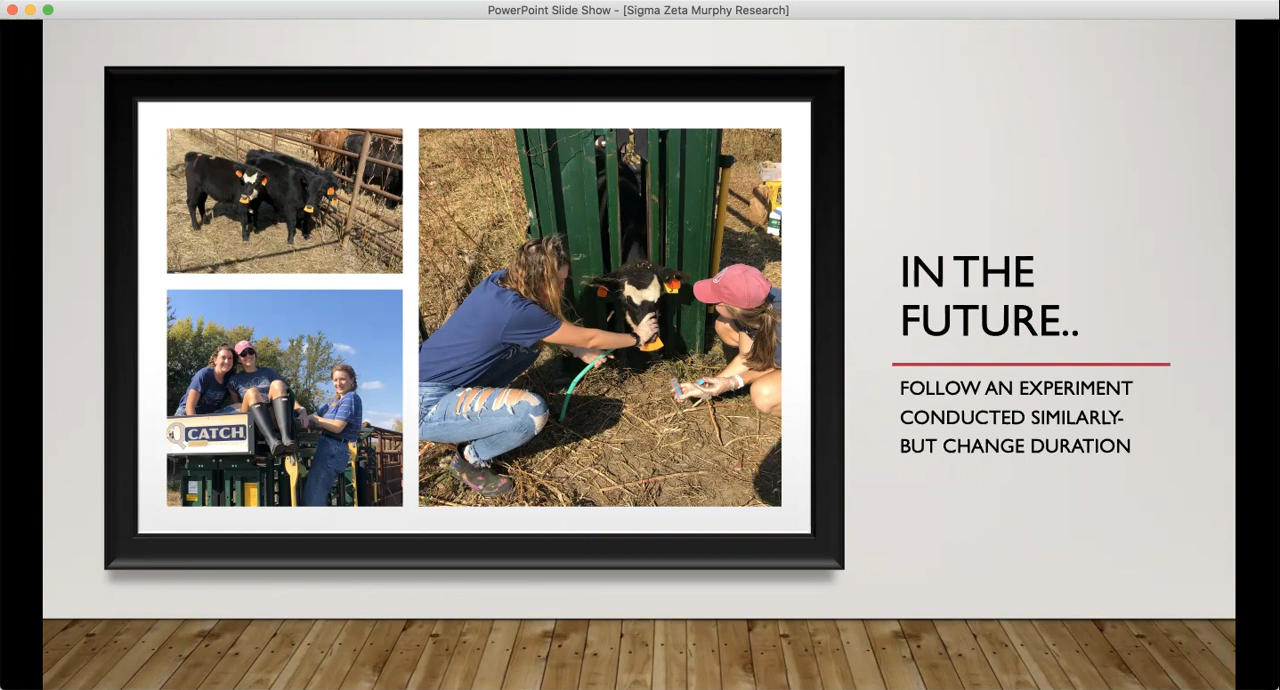 PowerPoint Slide Show - [Sigma Zeta Murphy Research]
IN THE
FUTURE..
FOLLOW AN EXPERIMENT
CONDUCTED SIMILARLY-
BUT CHANGE DURATION
Q CATCH